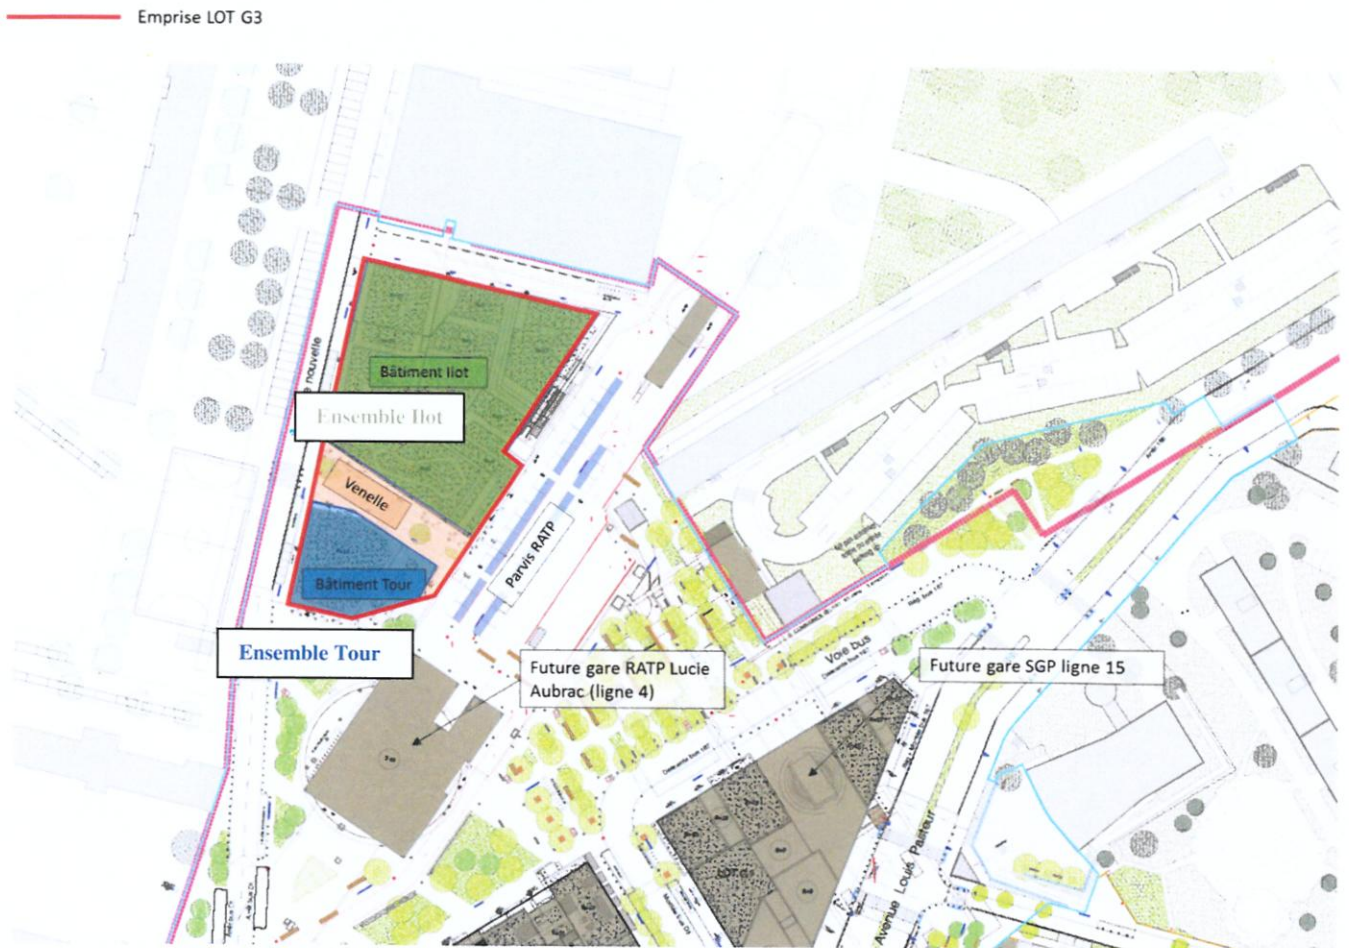 Emprise LOT G3
nouvelle
Bâtiment Ilot
Ensemble Ilot
Venelle
Bâtiment Tour
Parvis RATP
Ensemble Tour
Future gare RATP Lucie
Aubrac (ligne 4)
Voie bus
Future gare SGP ligne 15
Avenue Louis Pasteur